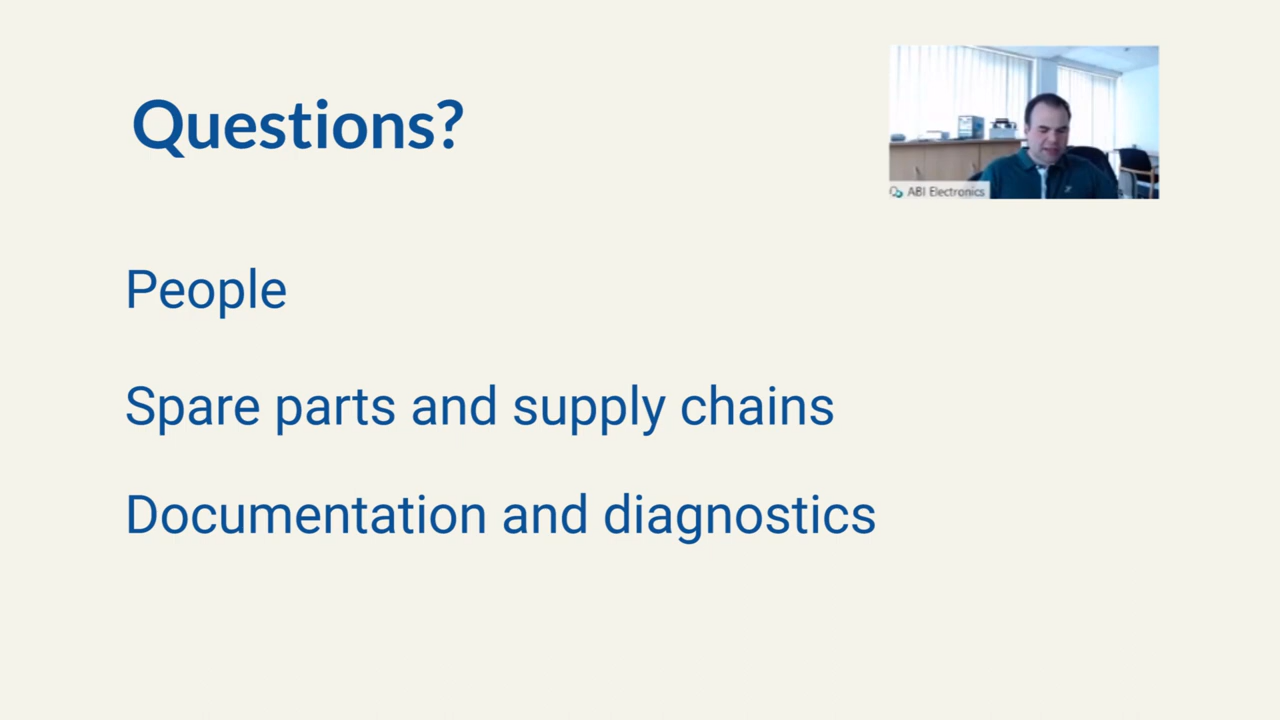 Questions?
ABI Electronics
People
Spare parts and supply chains
Documentation and diagnostics